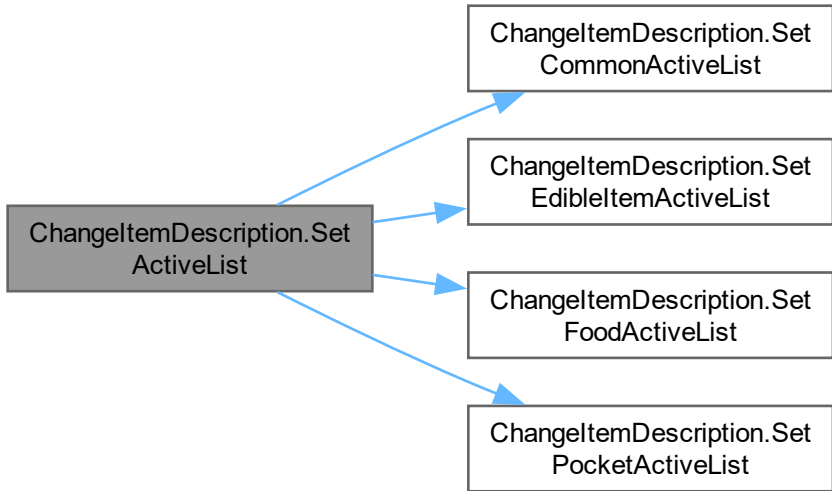 ChangeItemDescription.Set
CommonActiveList
ChangeItemDescription.Set
EdibleItemActiveList
ChangeItemDescription.Set
ActiveList
ChangeItemDescription.Set
FoodActiveList
ChangeItemDescription.Set
PocketActiveList